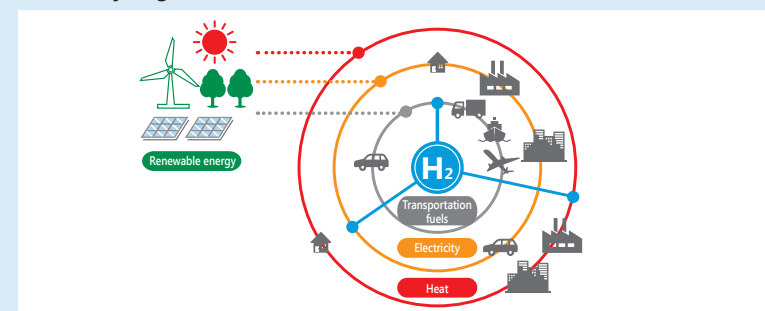 Renewable energy
H2
Transportation
fuels
Electricity
Heat